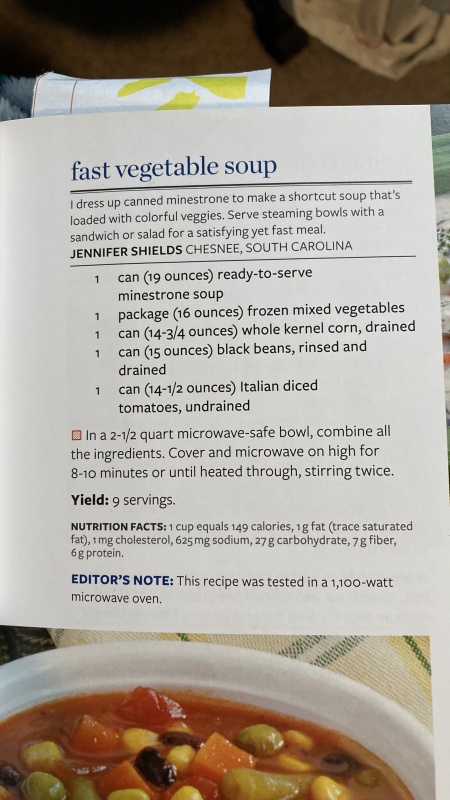 fast vegetable soup
I dress up canned minestrone to make a shortcut soup that's
loaded with colorful veggies. Serve steaming bowls with a
sandwich or salad for a satisfying yet fast meal.
JENNIFER SHIELDS CHESNEE, SOUTH CAROLINA
1 can (19 ounces) ready-to-serve
minestrone soup
1 package (16 ounces) frozen mixed vegetables
1 can (14-3/4 ounces) whole kernel corn, drained
1 can (15 ounces) black beans, rinsed and
drained
1 can (14-1/2 ounces) Italian diced
tomatoes, undrained
In a 2-1/2 quart microwave-safe bowl, combine all
the ingredients. Cover and microwave on high for
8-10 minutes or until heated through, stirring twice.
Yield: 9 servings.
NUTRITION FACTS: 1 cup equals 149 calories, 1 g fat (trace saturated
fat), 1 mg cholesterol, 625 mg sodium, 27 g carbohydrate, 7 g fiber,
6 g protein.
EDITOR'S NOTE: This recipe was tested in a 1,100-watt
microwave oven.